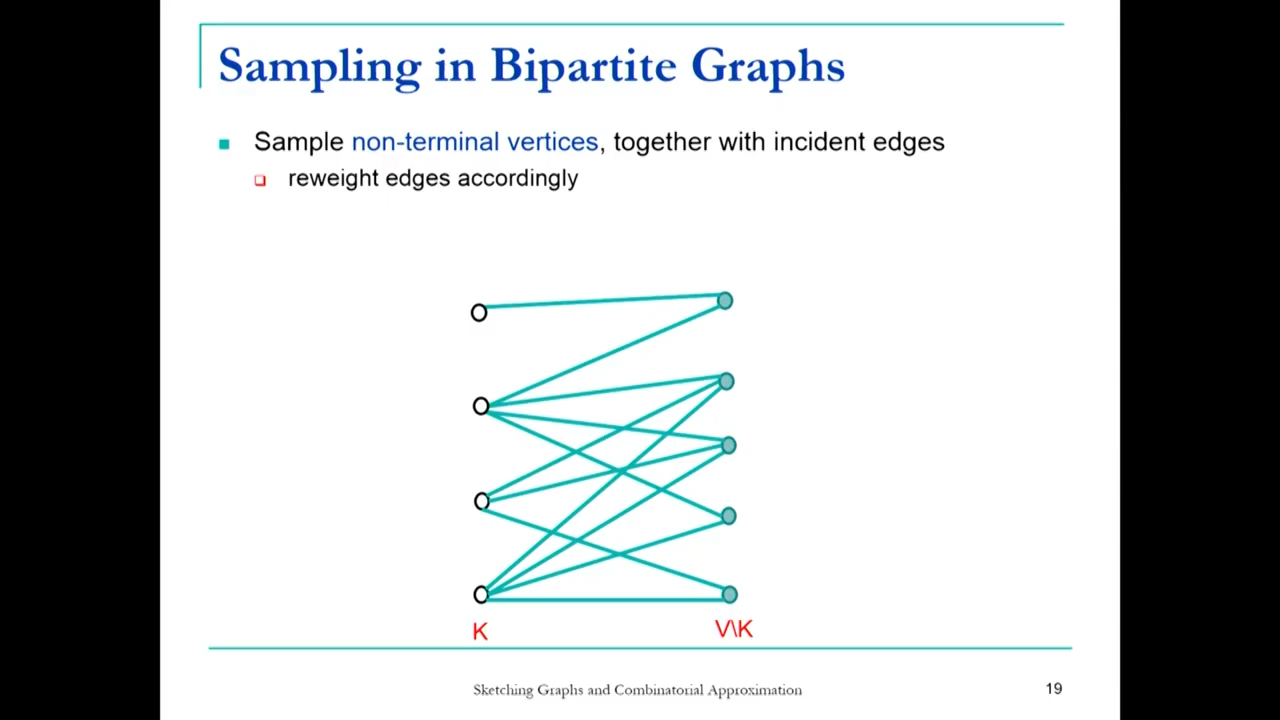 Sampling in Bipartite Graphs
Sample non-terminal vertices, together with incident edges
reweight edges accordingly
K
V\K
Sketching Graphs and Combinatorial Approximation
19